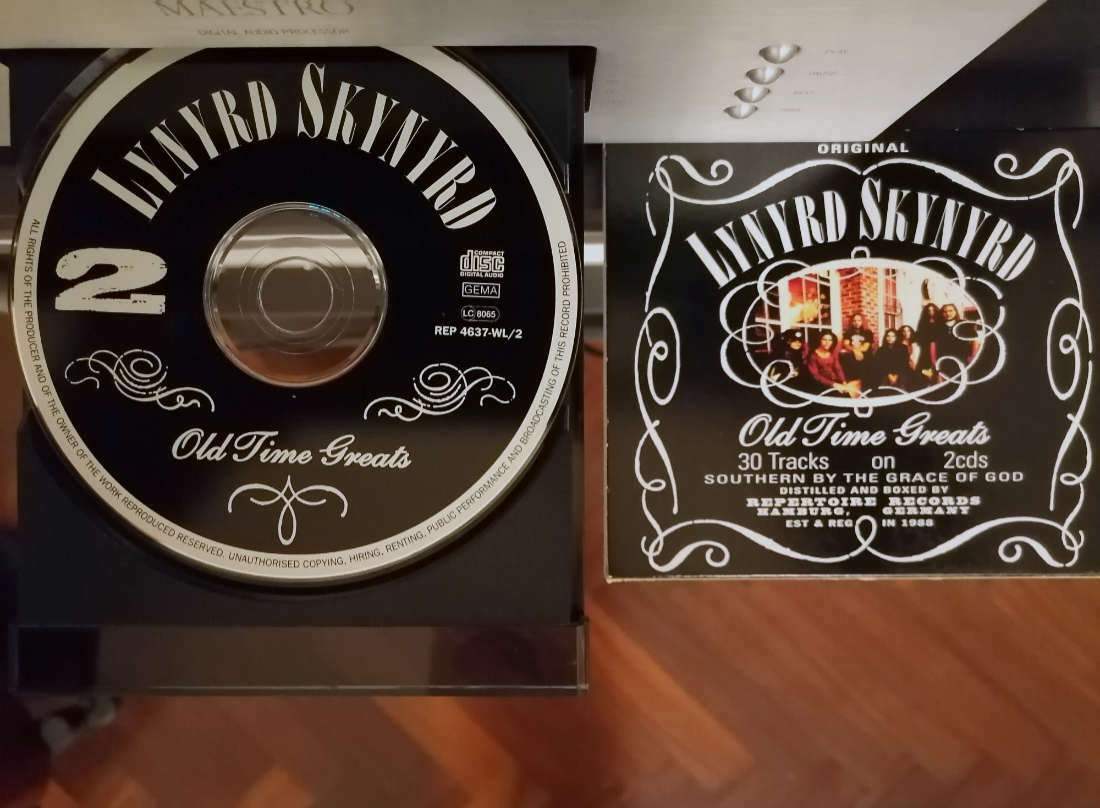 MAESTRO
DIGITAL AUDIO PROCESSOR
LYNYRD SKYNYRD
2
COMPACT
disc
DIGITAL AUDIO
GEMA
LC 8065
REP 4637-WL/2
Old Time Greats
ALL RIGHTS OF THE PRODUCER AND OF THE OWNER OF THE WORK REPRODUCED RESERVED. UNAUTHORISED COPYING, HIRING, RENTING, PUBLIC PERFORMANCE AND BROADCASTING OF THIS RECORD PROHIBITED
ORIGINAL
LYNYRD SKYNYRD
Old Time Greats
30 Tracks on 2cds
SOUTHERN BY THE GRACE OF GOD
DISTILLED AND BOXED BY
REPERTOIRE RECORDS
HAMBURG, GERMANY
EST & REG IN 1988